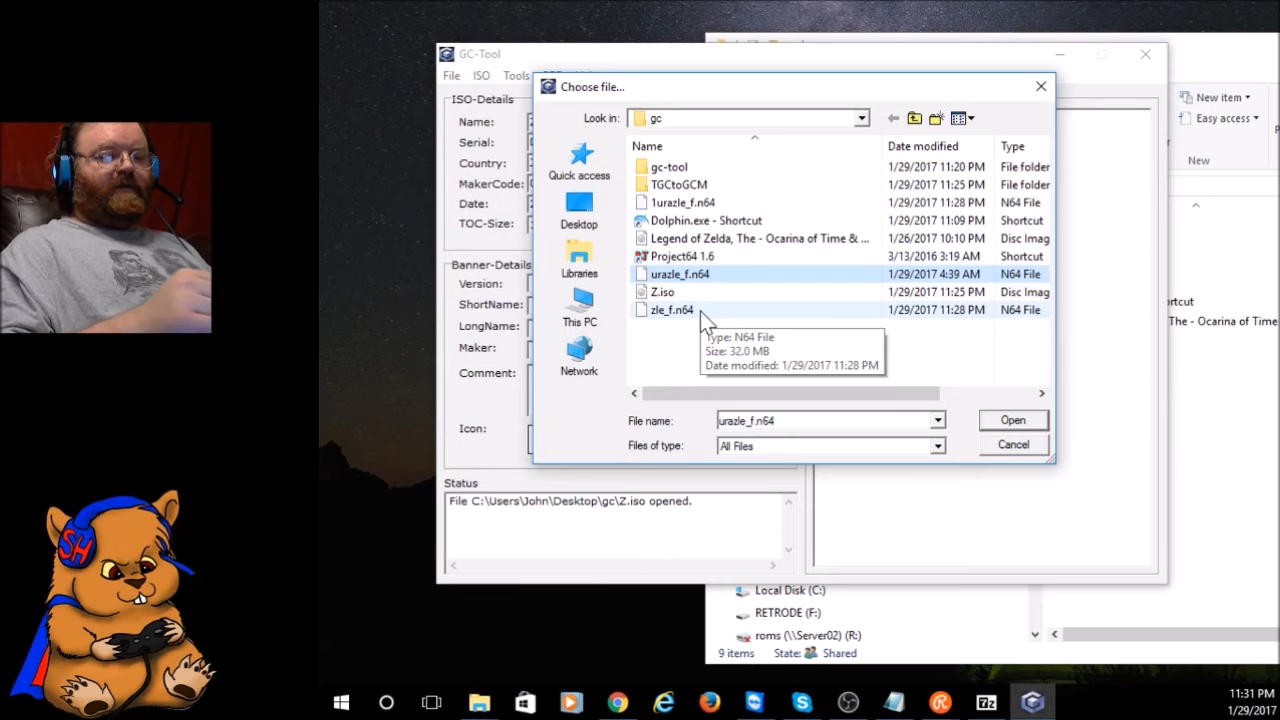 GC-Tool
File ISO Tools
ISO-Details
Name:
Serial:
Country:
MakerCode:
Date:
TOC-Size:
Banner-Details
Version:
ShortName:
LongName:
Maker:
Comment:
Icon:
Status
File C:\Users\John\Desktop\gc\Z.iso opened.
Choose file...
Look in: gc
Quick access
Desktop
Libraries
This PC
Network
Name Date modified Type
gc-tool 1/29/2017 11:20 PM File folder
TGCtoGCM 1/29/2017 11:25 PM File folder
1urazle_f.n64 1/29/2017 11:28 PM N64 File
Dolphin.exe - Shortcut 1/29/2017 11:09 PM Shortcut
Legend of Zelda, The - Ocarina of Time & ... 1/26/2017 10:10 PM Disc Imag
Project64 1.6 3/13/2016 3:19 AM Shortcut
urazle_f.n64 1/29/2017 4:39 AM N64 File
Z.iso 1/29/2017 11:25 PM Disc Imag
zle_f.n64 1/29/2017 11:28 PM N64 File
Type: N64 File
Size: 32.0 MB
Date modified: 1/29/2017 11:28 PM
File name: urazle_f.n64 Open
Files of type: All Files Cancel
New item
Easy access
New
rtcut
The - Ocarina of Time &
Local Disk (C:)
RETRODE (F:)
roms (\\Server02) (R:)
9 items State: Shared
SH
11:31 PM
1/29/2017